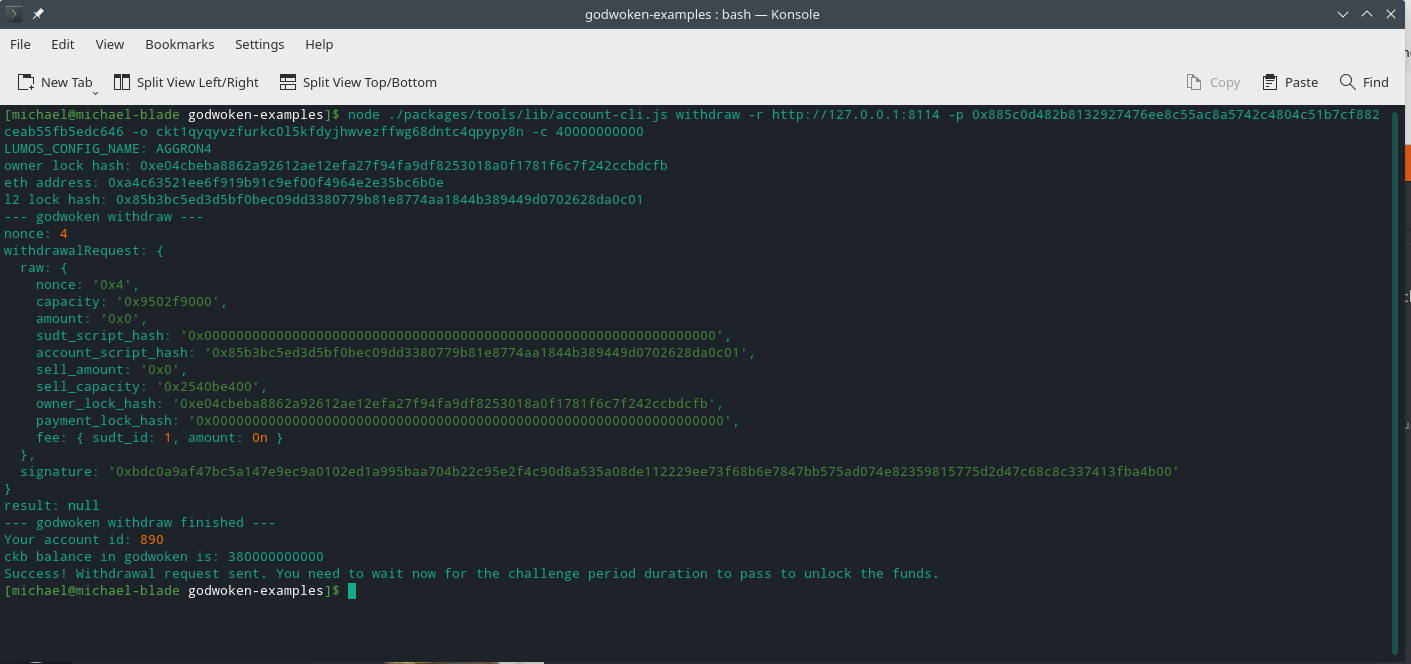 godwoken-examples : bash — Konsole
File Edit View Bookmarks Settings Help
New Tab Split View Left/Right Split View Top/Bottom Copy Paste Find
[michael@michael-blade godwoken-examples]$ node ./packages/tools/lib/account-cli.js withdraw -r http://127.0.0.1:8114 -p 0x885c0d482b8132927476ee8c55ac8a5742c4804c51b7cf882
ceab55fb5edc646 -o ckt1qyqyvzfurkc0l5kfdyjhwvezffwg68dntc4qpypy8n -c 40000000000
LUMOS_CONFIG_NAME: AGGRON4
owner lock hash: 0xe04cbeba8862a92612ae12efa27f94fa9df8253018a0f1781f6c7f242ccbdcfb
eth address: 0xa4c63521ee6f919b91c9ef00f4964e2e35bc6b0e
l2 lock hash: 0x85b3bc5ed3d5bf0bec09dd3380779b81e8774aa1844b389449d0702628da0c01
--- godwoken withdraw ---
nonce: 4
withdrawalRequest: {
raw: {
nonce: '0x4',
capacity: '0x9502f9000',
amount: '0x0',
sudt_script_hash: '0x0000000000000000000000000000000000000000000000000000000000000000',
account_script_hash: '0x85b3bc5ed3d5bf0bec09dd3380779b81e8774aa1844b389449d0702628da0c01',
sell_amount: '0x0',
sell_capacity: '0x2540be400',
owner_lock_hash: '0xe04cbeba8862a92612ae12efa27f94fa9df8253018a0f1781f6c7f242ccbdcfb',
payment_lock_hash: '0x0000000000000000000000000000000000000000000000000000000000000000',
fee: { sudt_id: 1, amount: 0n }
},
signature: '0xbdc0a9af47bc5a147e9ec9a0102ed1a995baa704b22c95e2f4c90d8a535a08de112229ee73f68b6e7847bb575ad074e82359815775d2d47c68c8c337413fba4b00'
}
result: null
--- godwoken withdraw finished ---
Your account id: 890
ckb balance in godwoken is: 380000000000
Success! Withdrawal request sent. You need to wait now for the challenge period duration to pass to unlock the funds.
[michael@michael-blade godwoken-examples]$